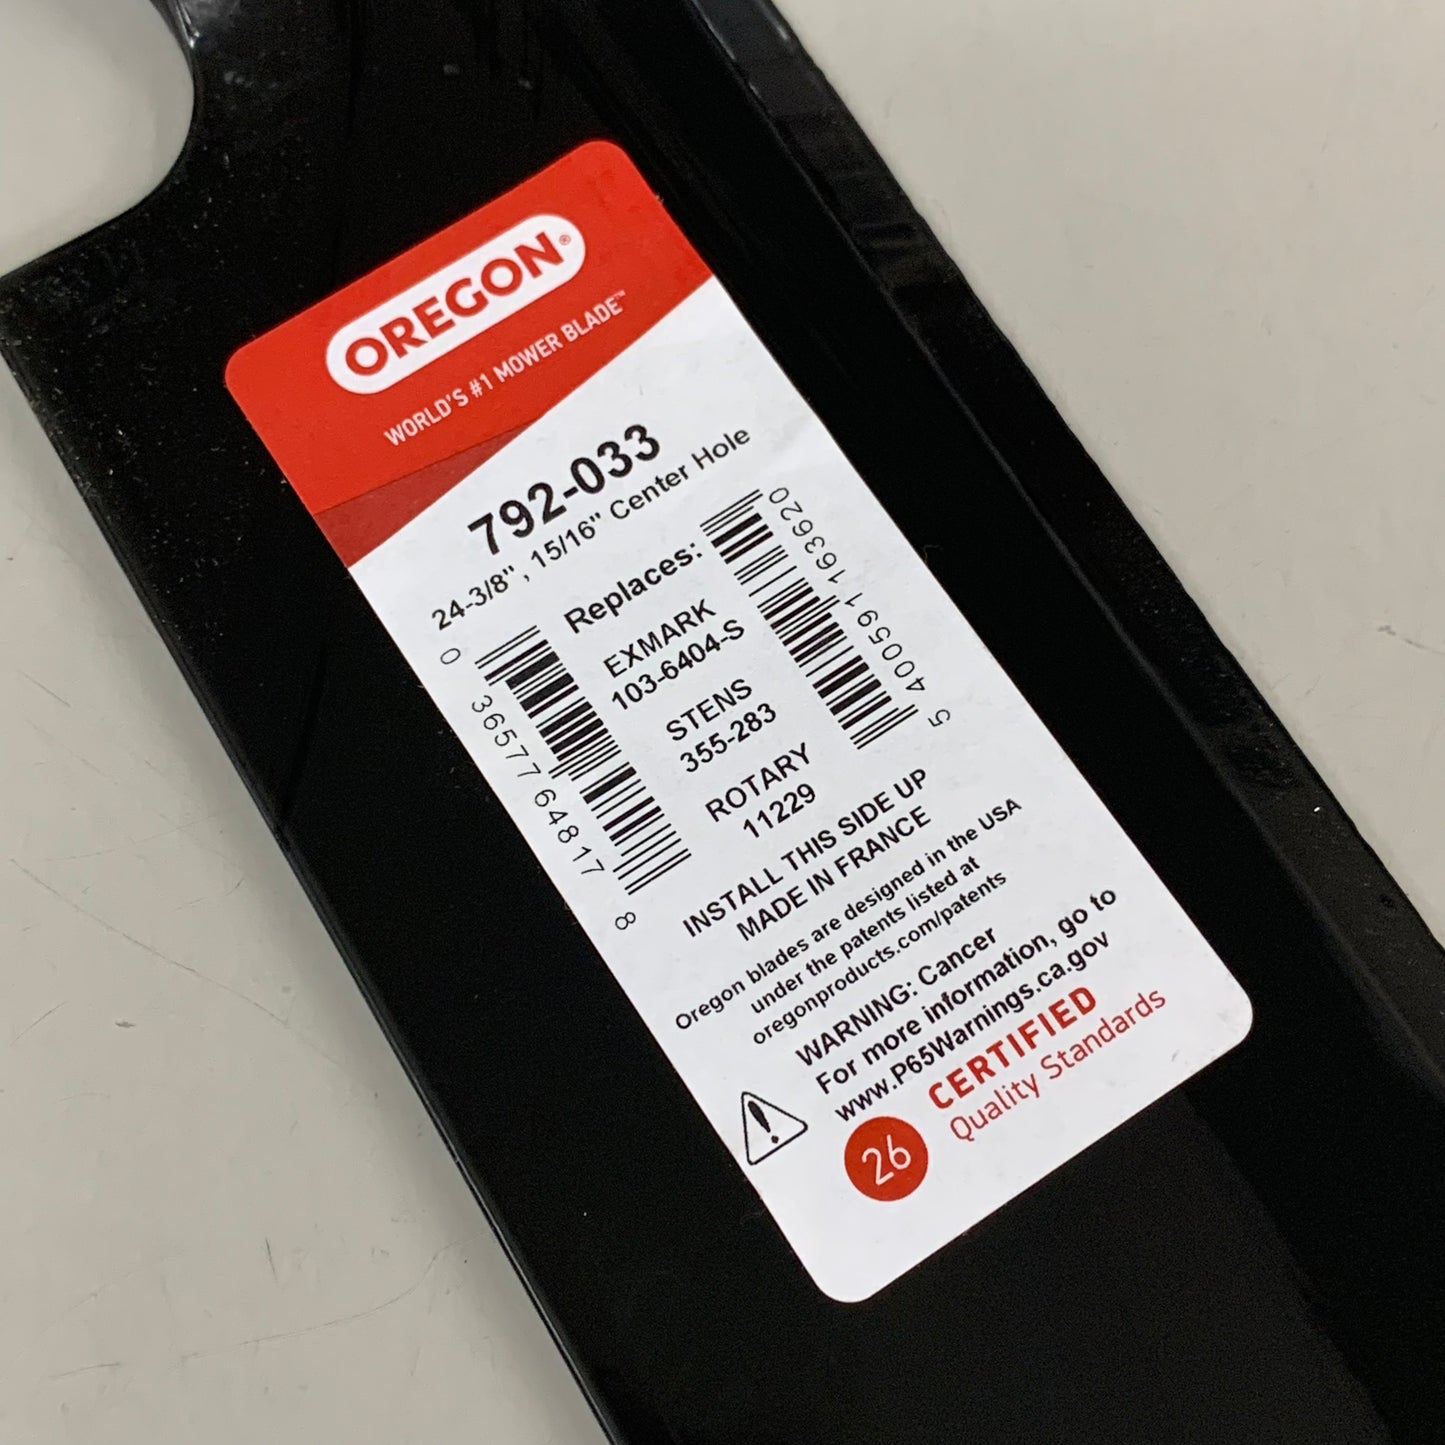 OREGON®
WORLD'S #1 MOWER BLADE™
792-033
24-3/8", 15/16" Center Hole
Replaces:
EXMARK
103-6404-S
STENS
355-283
ROTARY
11229
0 36577 64817 8
5 400591 163620
INSTALL THIS SIDE UP
MADE IN FRANCE
Oregon blades are designed in the USA
under the patents listed at
oregonproducts.com/patents
WARNING: Cancer
For more information, go to
www.P65Warnings.ca.gov
26
CERTIFIED
Quality Standards